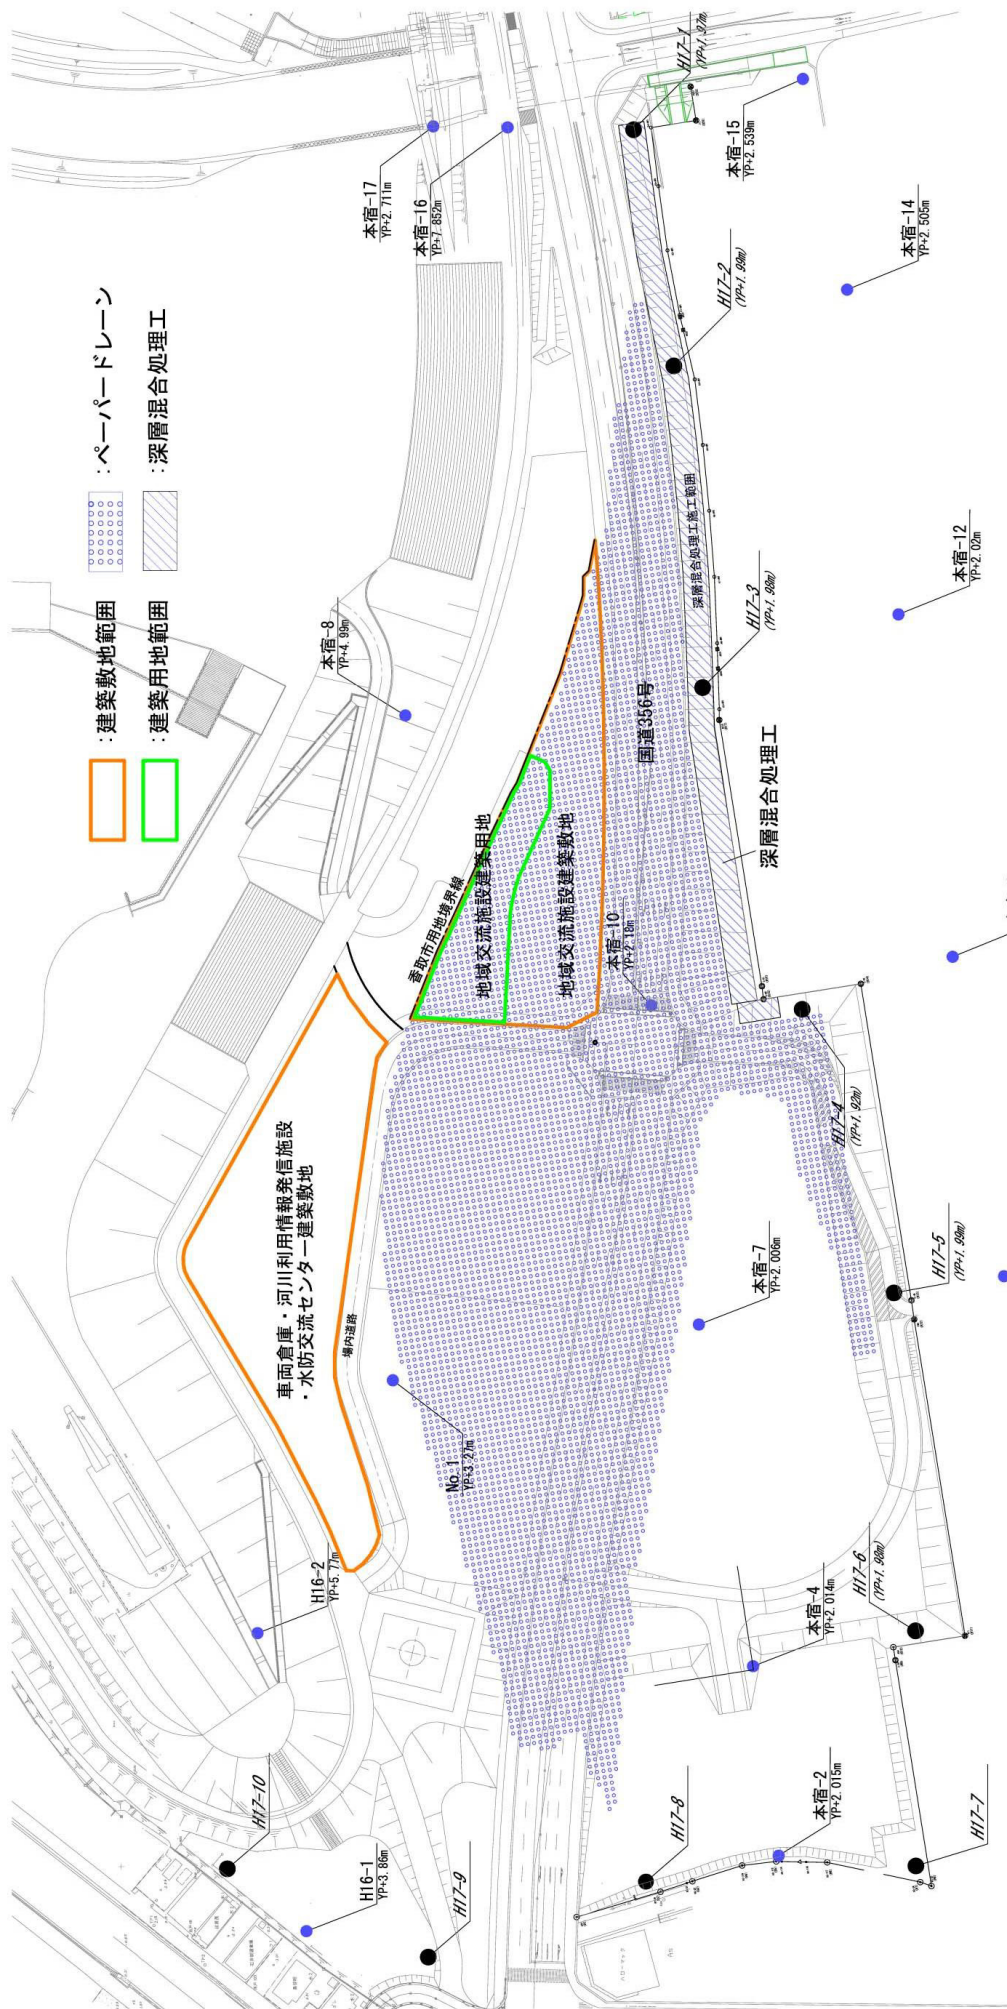 ：建築敷地範囲
：建築用地範囲
：ペーパードレーン
：深層混合処理工
本宿-17
YP+2.711m
本宿-16
YP+7.852m
H17-1
(YP+1.97m)
本宿-15
YP+2.539m
本宿-14
YP+2.505m
H17-2
(YP+1.99m)
本宿-12
YP+2.02m
H17-3
(YP+1.98m)
深層混合処理工施工範囲
国道356号
深層混合処理工
本宿-8
YP+4.99m
香取市用地境界線
地域交流施設建築用地
地域交流施設建築敷地
本宿-10
YP+2.18m
H17-4
(YP+1.92m)
車両倉庫・河川利用情報発信施設
・水防交流センター建築敷地
場内道路
本宿-7
YP+2.006m
H17-5
(YP+1.99m)
No.1
YP+3.27m
H16-2
YP+5.77m
H17-6
(YP+1.98m)
本宿-4
YP+2.014m
本宿-2
YP+2.015m
H17-7
H17-8
H17-9
H17-10
H16-1
YP+3.86m